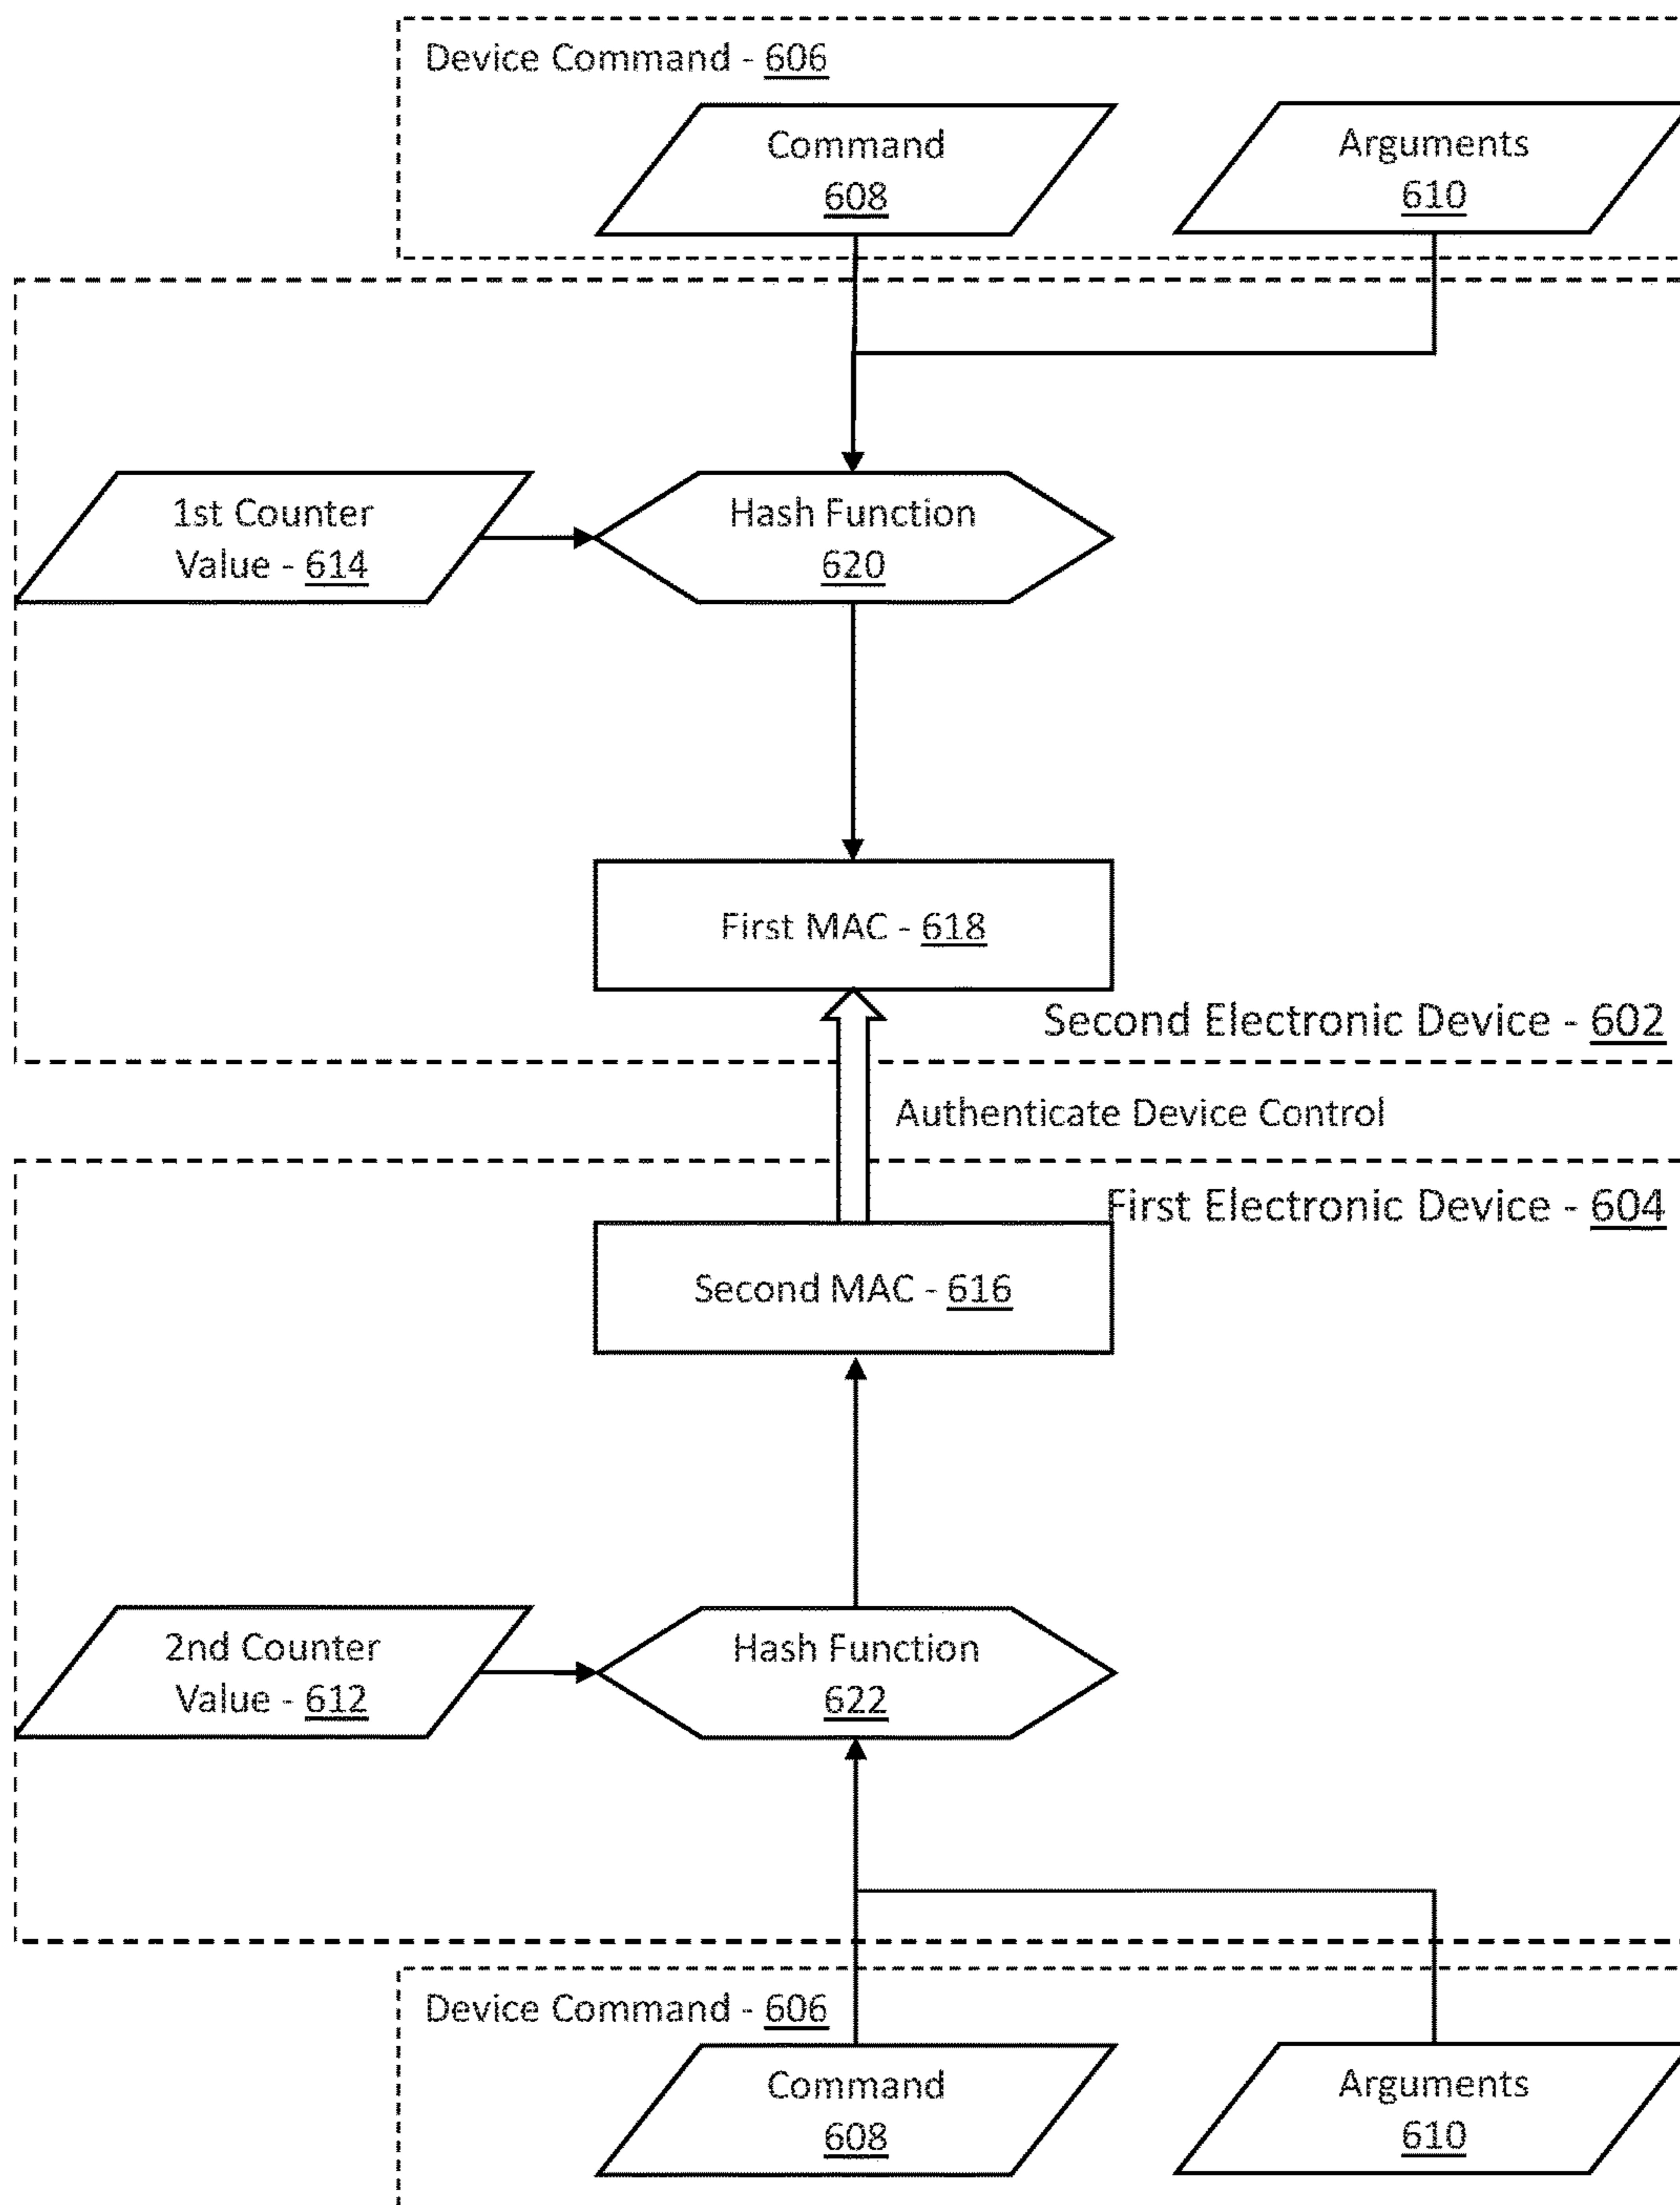 Device Command - 606
Command
608
Arguments
610
1st Counter
Value - 614
Hash Function
620
First MAC - 618
Second Electronic Device - 602
Authenticate Device Control
First Electronic Device - 604
Second MAC - 616
2nd Counter
Value - 612
Hash Function
622
Device Command - 606
Command
608
Arguments
610